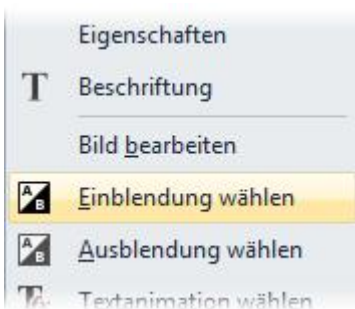 Eigenschaften
T Beschriftung
Bild bearbeiten
A B Einblendung wählen
A B Ausblendung wählen
Textanimation wählen